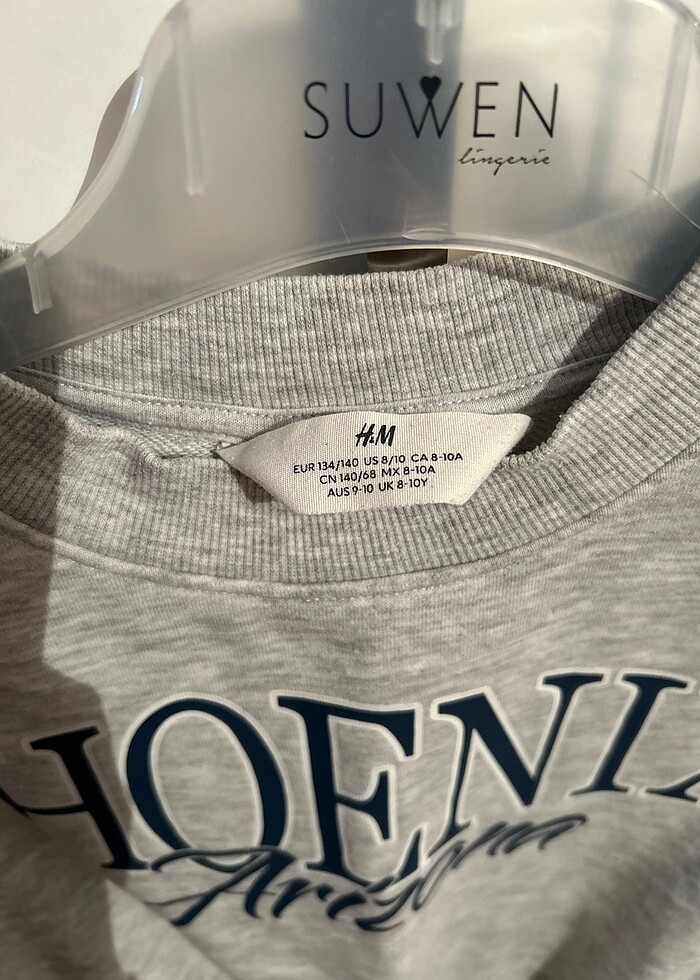 SUWEN
lingerie
H&M
EUR 134/140 US 8/10 CA 8-10A
CN 140/68 MX 8-10A
AUS 9-10 UK 8-10Y
HOENI
Arizona